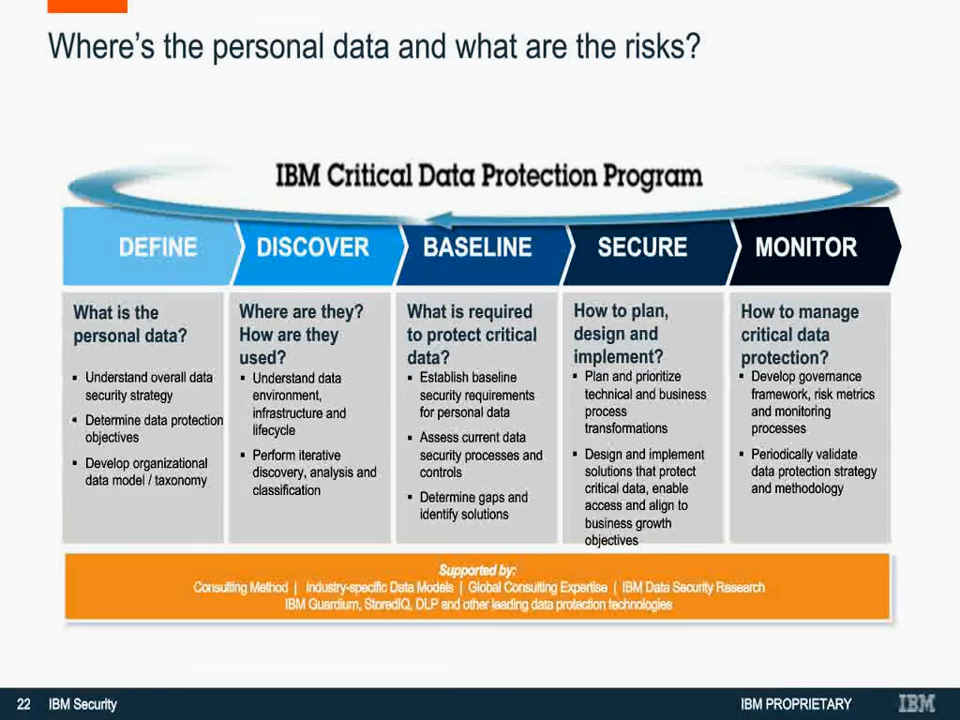 Where's the personal data and what are the risks?
IBM Critical Data Protection Program
DEFINE
DISCOVER
BASELINE
SECURE
MONITOR
What is the
personal data?
▪ Understand overall data
security strategy
▪ Determine data protection
objectives
▪ Develop organizational
data model / taxonomy
Where are they?
How are they
used?
▪ Understand data
environment,
infrastructure and
lifecycle
▪ Perform iterative
discovery, analysis and
classification
What is required
to protect critical
data?
▪ Establish baseline
security requirements
for personal data
▪ Assess current data
security processes and
controls
▪ Determine gaps and
identify solutions
How to plan,
design and
implement?
▪ Plan and prioritize
technical and business
process
transformations
▪ Design and implement
solutions that protect
critical data, enable
access and align to
business growth
objectives
How to manage
critical data
protection?
▪ Develop governance
framework, risk metrics
and monitoring
processes
▪ Periodically validate
data protection strategy
and methodology
Supported by:
Consulting Method | Industry-specific Data Models | Global Consulting Expertise | IBM Data Security Research
IBM Guardium, StoredIQ, DLP and other leading data protection technologies
22 IBM Security
IBM PROPRIETARY
IBM